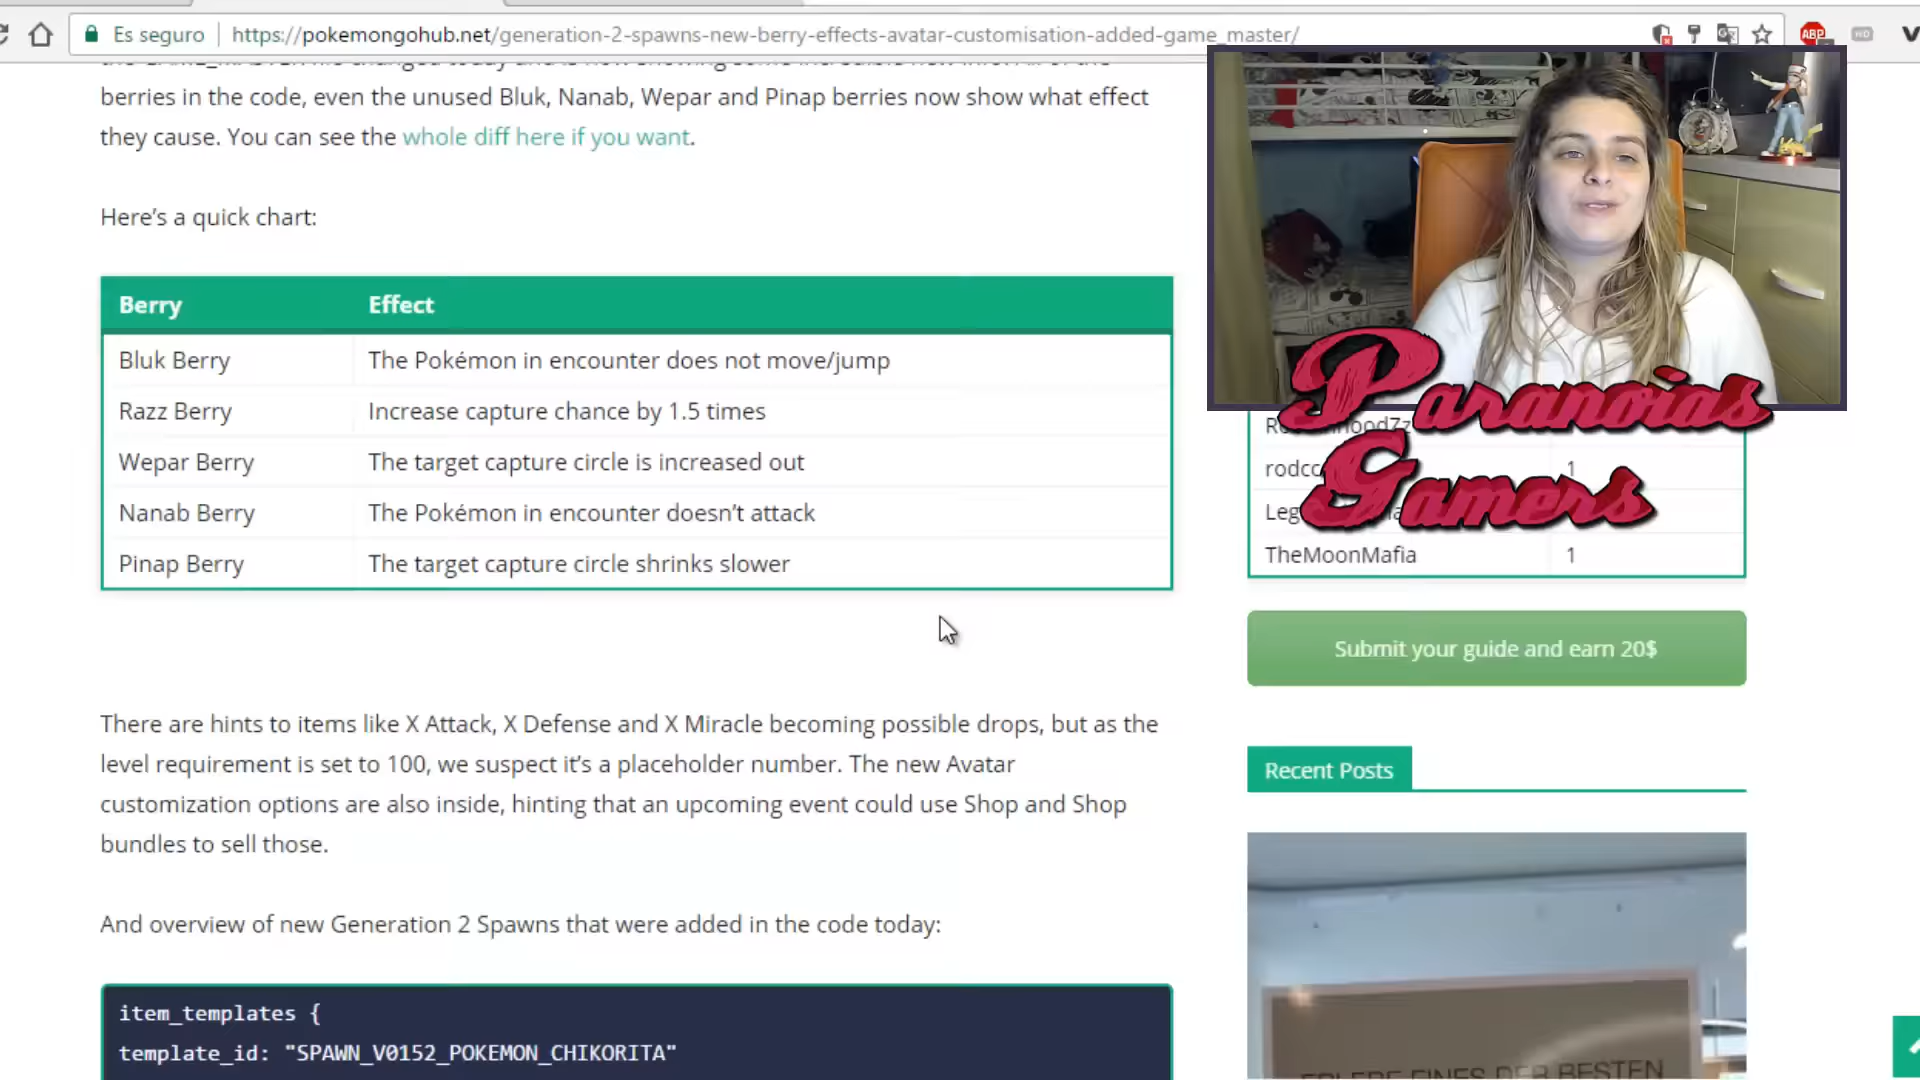 Es seguro https://pokemongohub.net/generation-2-spawns-new-berry-effects-avatar-customisation-added-game_master/
ABP
HD
berries in the code, even the unused Bluk, Nanab, Wepar and Pinap berries now show what effect
they cause. You can see the whole diff here if you want.
Here's a quick chart:
Berry Effect
Bluk Berry The Pokémon in encounter does not move/jump
Razz Berry Increase capture chance by 1.5 times
Wepar Berry The target capture circle is increased out
Nanab Berry The Pokémon in encounter doesn't attack
Pinap Berry The target capture circle shrinks slower
There are hints to items like X Attack, X Defense and X Miracle becoming possible drops, but as the
level requirement is set to 100, we suspect it's a placeholder number. The new Avatar
customization options are also inside, hinting that an upcoming event could use Shop and Shop
bundles to sell those.
And overview of new Generation 2 Spawns that were added in the code today:
item_templates {
template_id: "SPAWN_V0152_POKEMON_CHIKORITA"
Paranoias
Gamers
1
TheMoonMafia 1
Submit your guide and earn 20$
Recent Posts